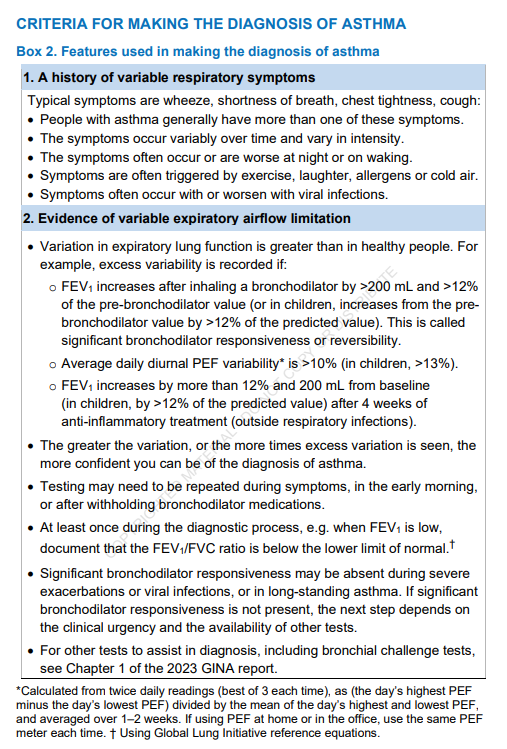 CRITERIA FOR MAKING THE DIAGNOSIS OF ASTHMA
Box 2. Features used in making the diagnosis of asthma
1. A history of variable respiratory symptoms
Typical symptoms are wheeze, shortness of breath, chest tightness, cough:
• People with asthma generally have more than one of these symptoms.
• The symptoms occur variably over time and vary in intensity.
• The symptoms often occur or are worse at night or on waking.
• Symptoms are often triggered by exercise, laughter, allergens or cold air.
• Symptoms often occur with or worsen with viral infections.
2. Evidence of variable expiratory airflow limitation
• Variation in expiratory lung function is greater than in healthy people. For
example, excess variability is recorded if:
o FEV₁ increases after inhaling a bronchodilator by >200 mL and >12%
of the pre-bronchodilator value (or in children, increases from the pre-
bronchodilator value by >12% of the predicted value). This is called
significant bronchodilator responsiveness or reversibility.
o Average daily diurnal PEF variability* is >10% (in children, >13%).
o FEV₁ increases by more than 12% and 200 mL from baseline
(in children, by >12% of the predicted value) after 4 weeks of
anti-inflammatory treatment (outside respiratory infections).
• The greater the variation, or the more times excess variation is seen, the
more confident you can be of the diagnosis of asthma.
• Testing may need to be repeated during symptoms, in the early morning,
or after withholding bronchodilator medications.
• At least once during the diagnostic process, e.g. when FEV₁ is low,
document that the FEV₁/FVC ratio is below the lower limit of normal.†
• Significant bronchodilator responsiveness may be absent during severe
exacerbations or viral infections, or in long-standing asthma. If significant
bronchodilator responsiveness is not present, the next step depends on
the clinical urgency and the availability of other tests.
• For other tests to assist in diagnosis, including bronchial challenge tests,
see Chapter 1 of the 2023 GINA report.
*Calculated from twice daily readings (best of 3 each time), as (the day's highest PEF
minus the day's lowest PEF) divided by the mean of the day's highest and lowest PEF,
and averaged over 1–2 weeks. If using PEF at home or in the office, use the same PEF
meter each time. † Using Global Lung Initiative reference equations.
COPYRIGHTED MATERIAL - DO NOT COPY OR DISTRIBUTE